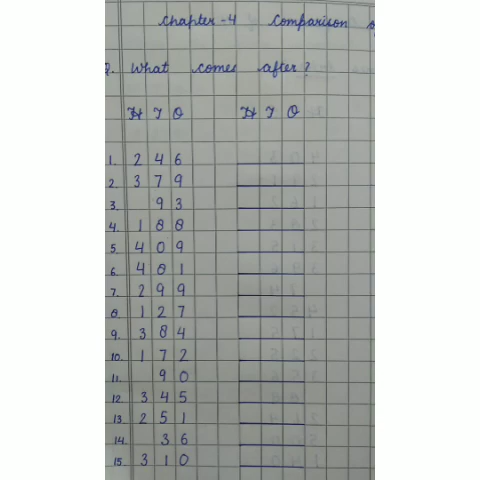 Chapter-4 Comparison
Q. What comes after?
H T O H T O
1. 2 4 6
2. 3 7 9
3. 9 3
4. 1 8 8
5. 4 0 9
6. 4 8 1
7. 2 9 9
8. 1 2 7
9. 3 8 4
10. 1 7 2
11. 9 0
12. 3 4 5
13. 2 5 1
14. 3 6
15. 3 1 0